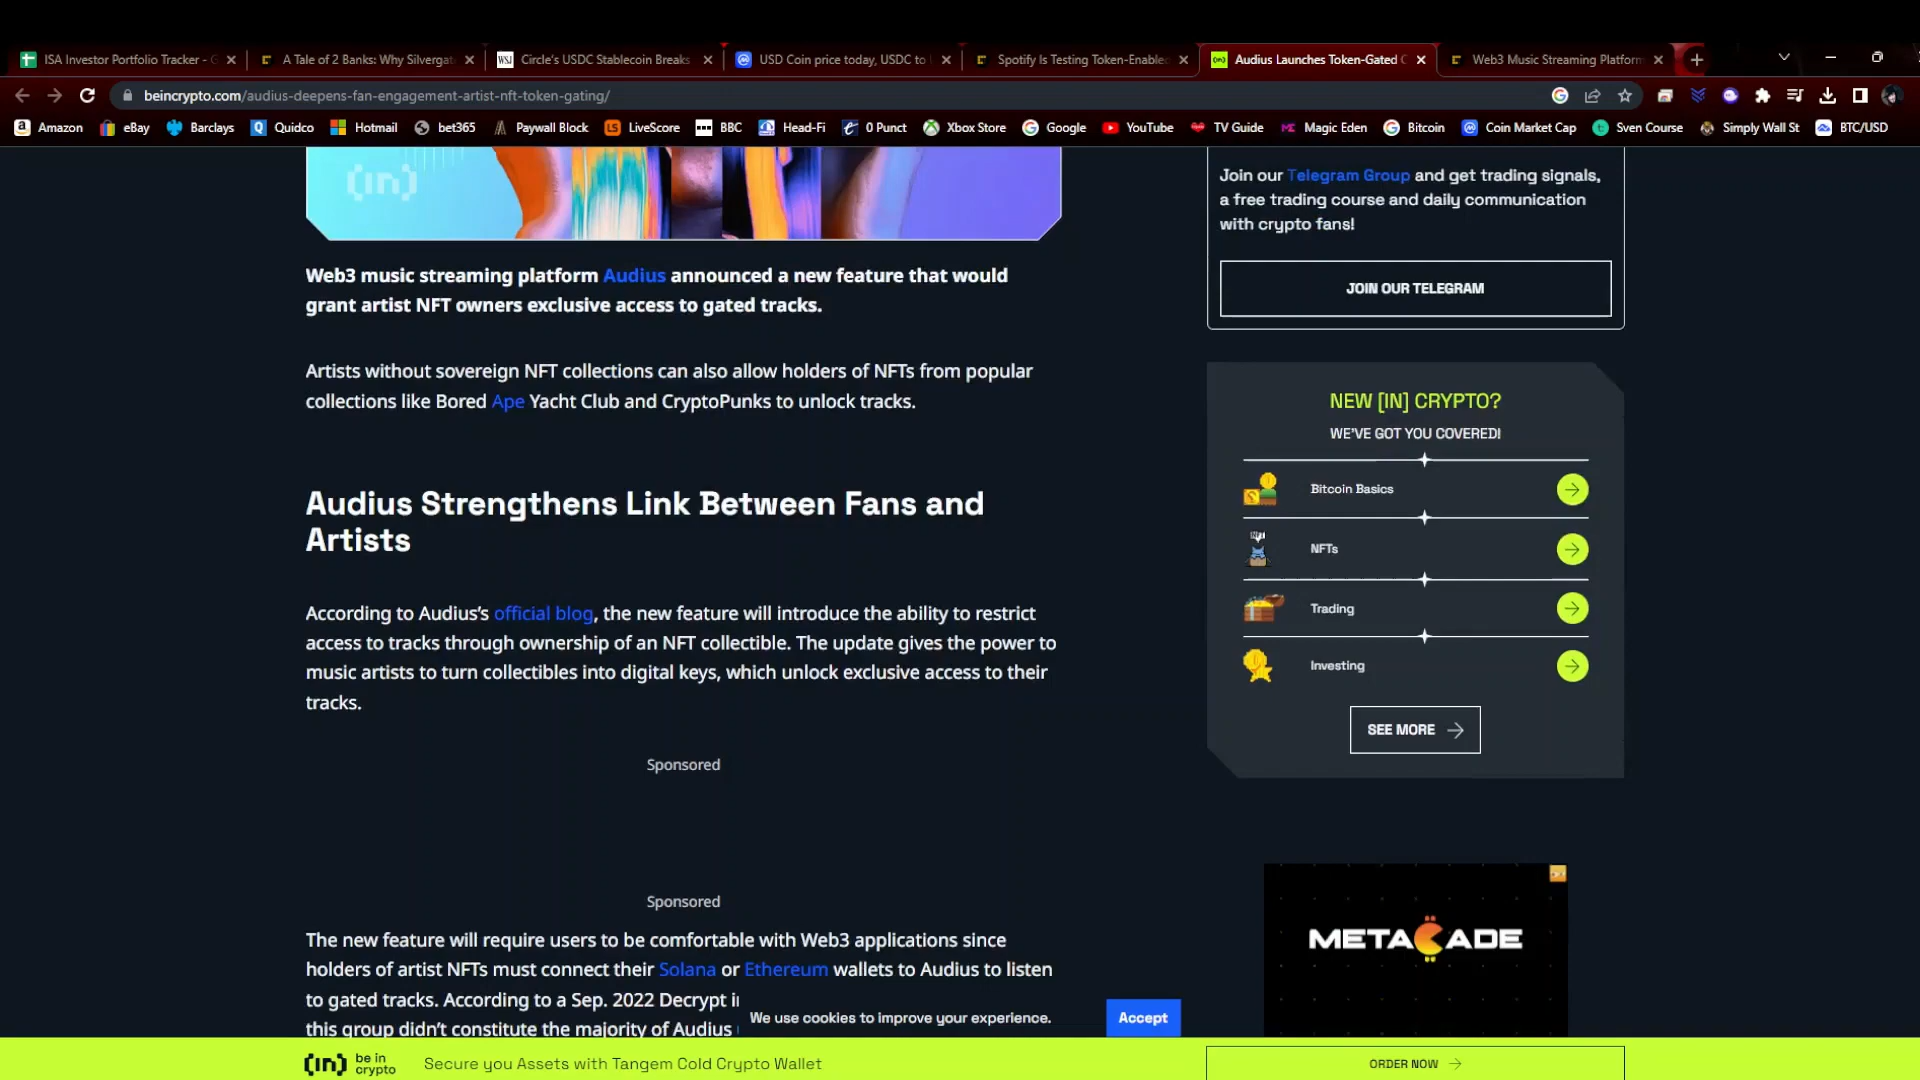 ISA Investor Portfolio Tracker - G
A Tale of 2 Banks: Why Silvergat
WSJ
Circle's USDC Stablecoin Breaks
USD Coin price today, USDC to
Spotify Is Testing Token-Enabled
Audius Launches Token-Gated C
Web3 Music Streaming Platform
beincrypto.com/audius-deepens-fan-engagement-artist-nft-token-gating/
Amazon
eBay
Barclays
Quidco
Hotmail
bet365
Paywall Block
LS
LiveScore
BBC
Head-Fi
0 Punct
Xbox Store
Google
YouTube
TV Guide
ME
Magic Eden
Bitcoin
Coin Market Cap
Sven Course
Simply Wall St
BTC/USD
(in)
Web3 music streaming platform Audius announced a new feature that would
grant artist NFT owners exclusive access to gated tracks.
Artists without sovereign NFT collections can also allow holders of NFTs from popular
collections like Bored Ape Yacht Club and CryptoPunks to unlock tracks.
Audius Strengthens Link Between Fans and
Artists
According to Audius's official blog, the new feature will introduce the ability to restrict
access to tracks through ownership of an NFT collectible. The update gives the power to
music artists to turn collectibles into digital keys, which unlock exclusive access to their
tracks.
Sponsored
Sponsored
The new feature will require users to be comfortable with Web3 applications since
holders of artist NFTs must connect their Solana or Ethereum wallets to Audius to listen
to gated tracks. According to a Sep. 2022 Decrypt
this group didn't constitute the majority of Audius
Join our Telegram Group and get trading signals,
a free trading course and daily communication
with crypto fans!
JOIN OUR TELEGRAM
NEW [IN] CRYPTO?
WE'VE GOT YOU COVERED!
Bitcoin Basics
NFT
NFTs
Trading
Investing
SEE MORE
METACADE
We use cookies to improve your experience.
Accept
(in) be in
crypto
Secure you Assets with Tangem Cold Crypto Wallet
ORDER NOW